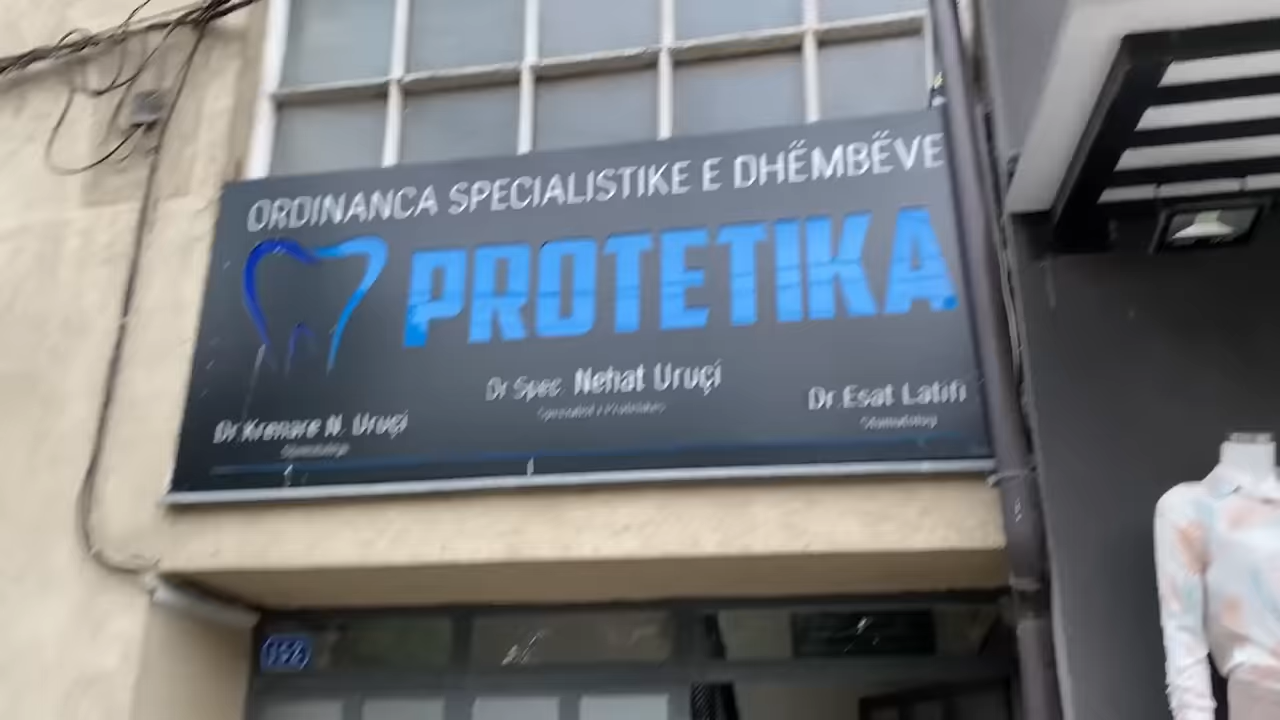 ORDINANCA SPECIALISTIKE E DHËMBËVE
PROTETIKA
Dr Spec. Nehat Uruçi
Dr.Krenare N. Uruçi
Dr.Esat Latifi